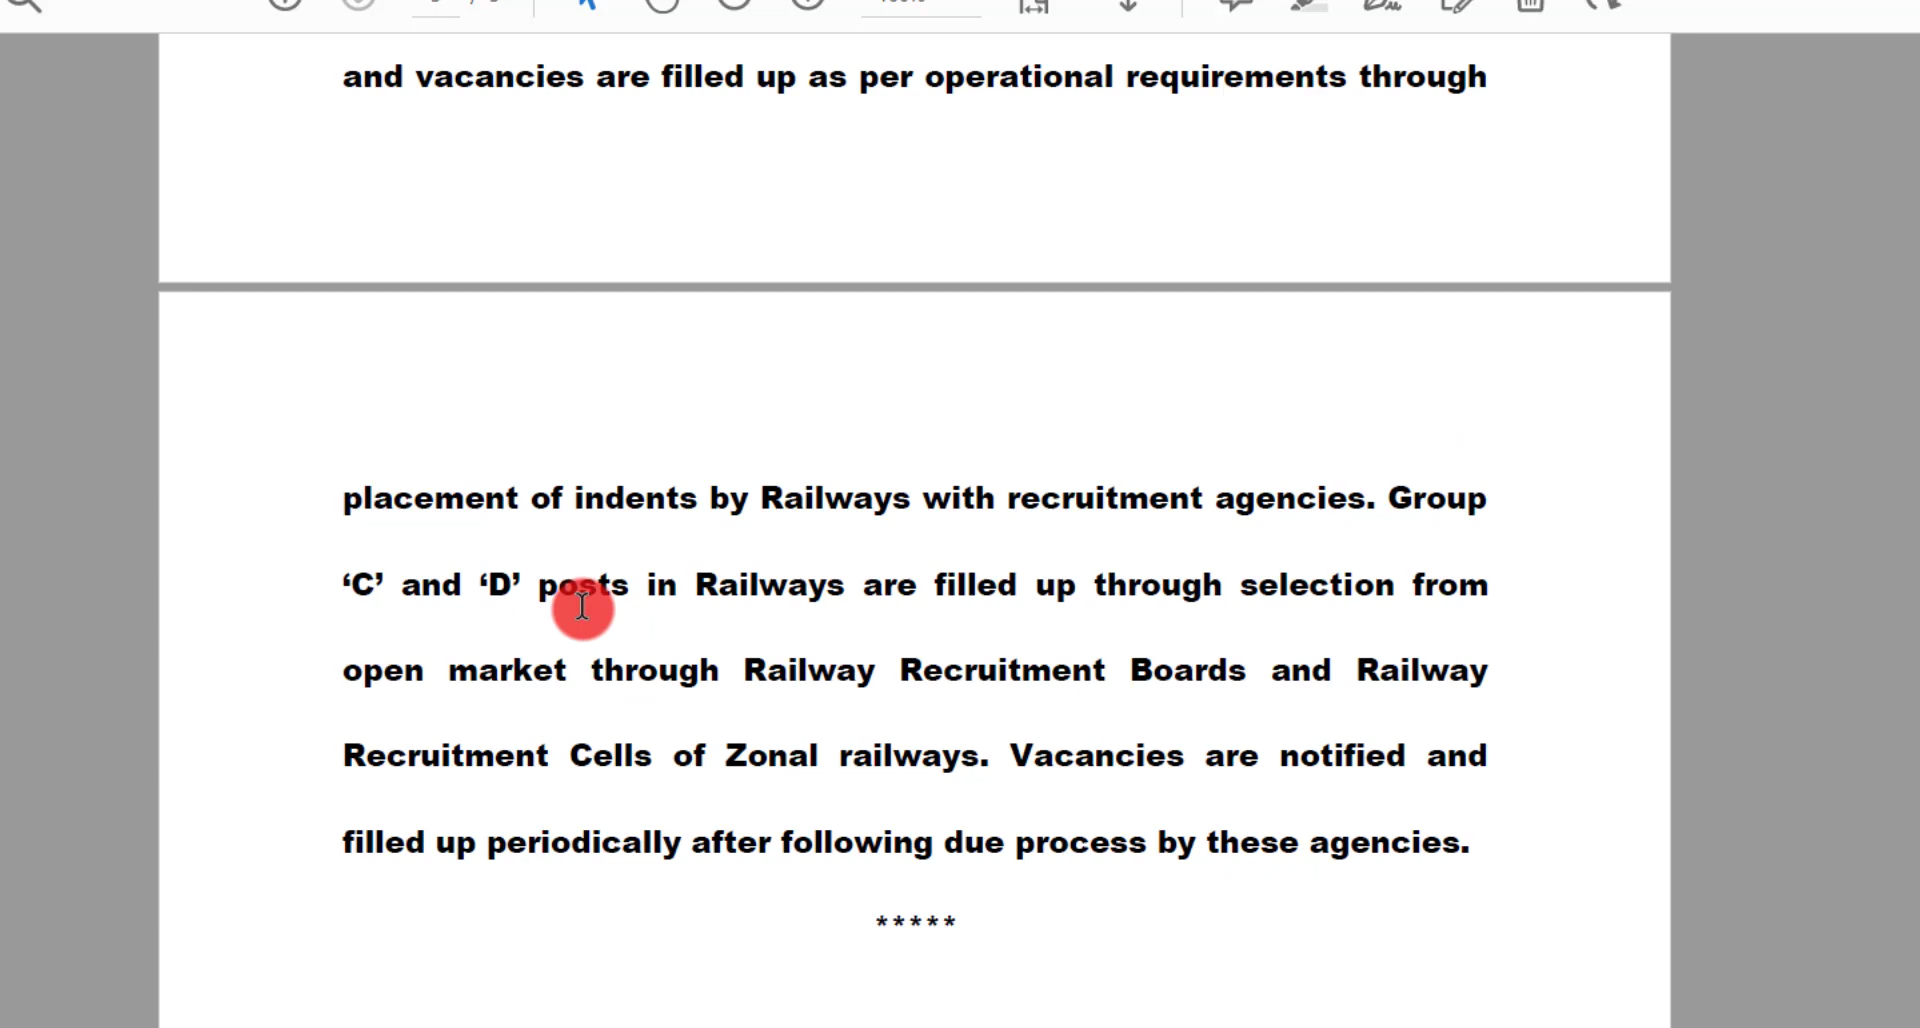 and vacancies are filled up as per operational requirements through
placement of indents by Railways with recruitment agencies. Group
‘C’ and ‘D’ posts in Railways are filled up through selection from
open market through Railway Recruitment Boards and Railway
Recruitment Cells of Zonal railways. Vacancies are notified and
filled up periodically after following due process by these agencies.
*****